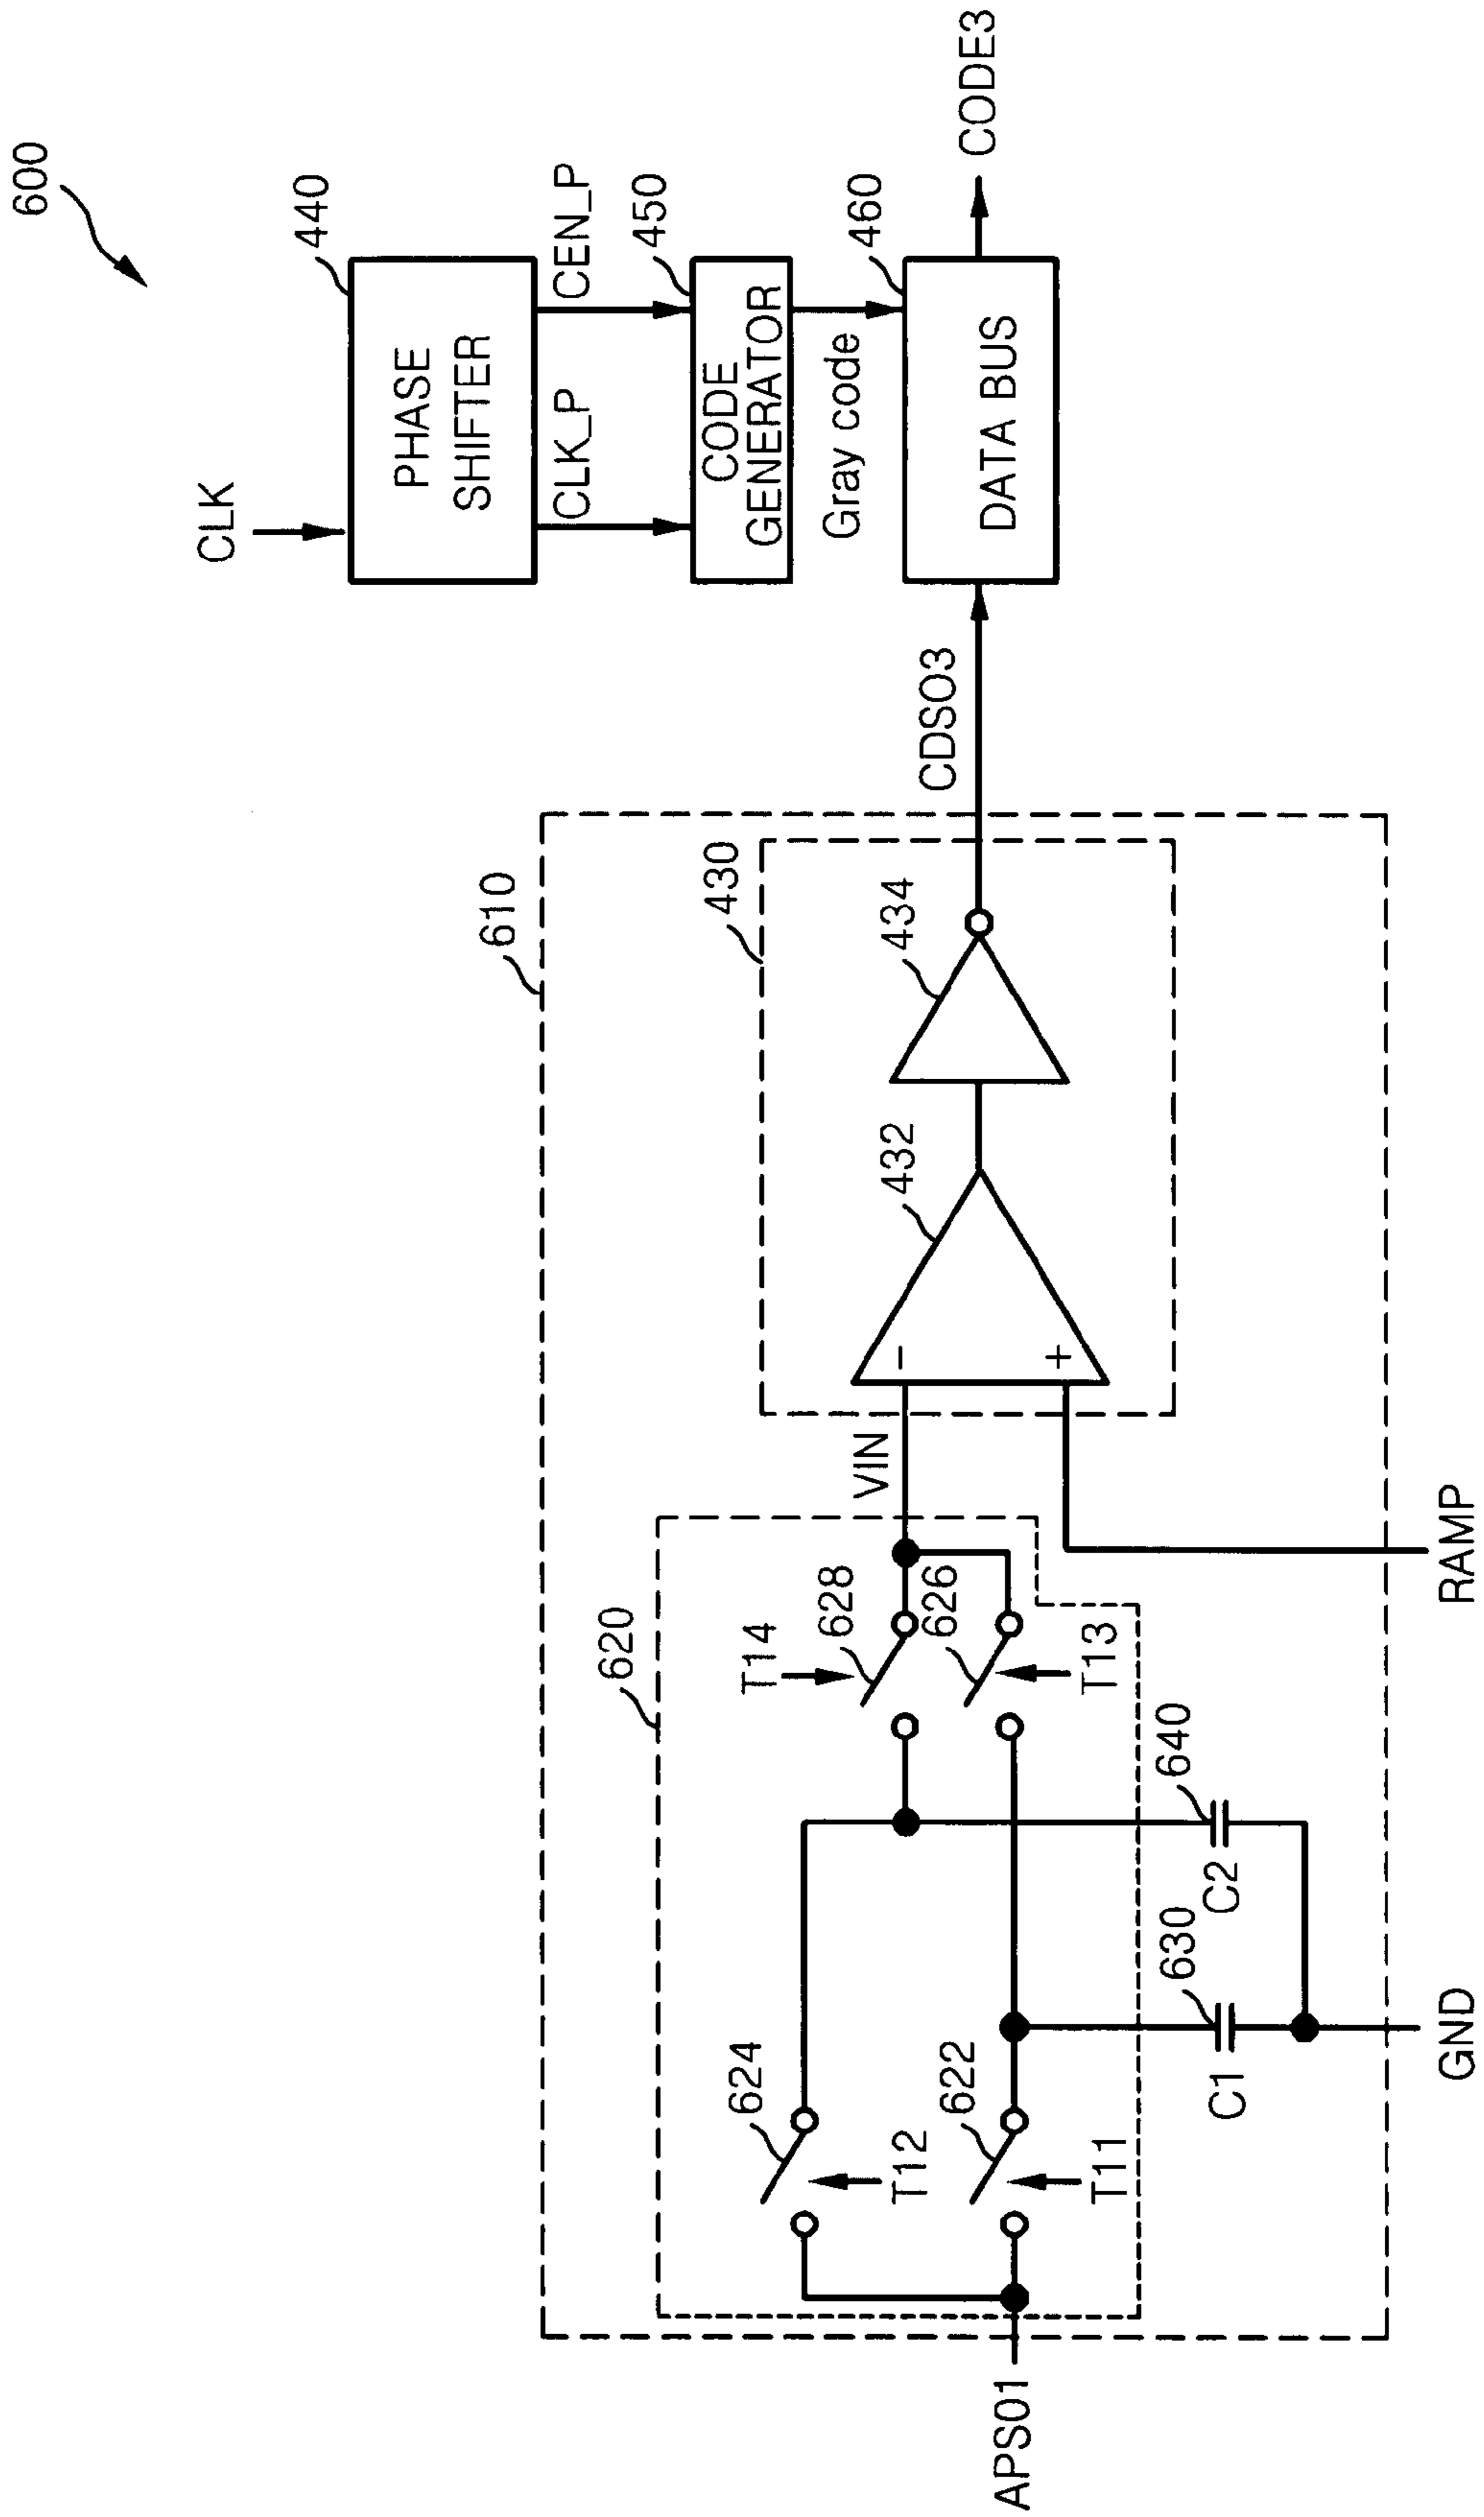 600
CLK
440
PHASE
SHIFTER
CLK_P
CEN_P
450
CODE
GENERATOR
Gray code
460
DATA BUS
CODE3
CDSO3
610
430
434
432
VIN
620
T14
628
626
T13
624
T12
622
T11
640
C2
630
C1
APSO1
GND
RAMP
-
+